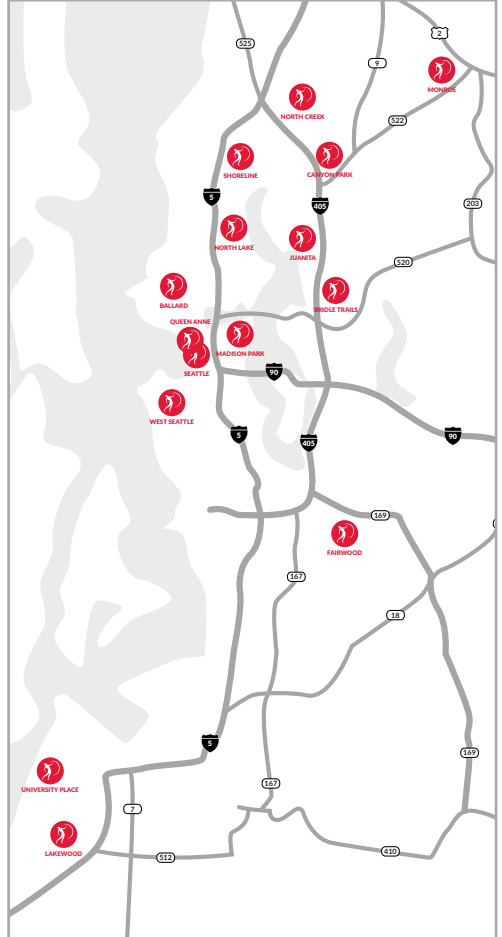 2
525
9
MONROE
NORTH CREEK
522
SHORELINE
CANYON PARK
5
405
203
NORTH LAKE
JUANITA
520
BALLARD
BRIDLE TRAILS
QUEEN ANNE
MADISON PARK
SEATTLE
90
WEST SEATTLE
5
405
90
169
FAIRWOOD
167
18
5
169
UNIVERSITY PLACE
167
7
LAKEWOOD
512
410